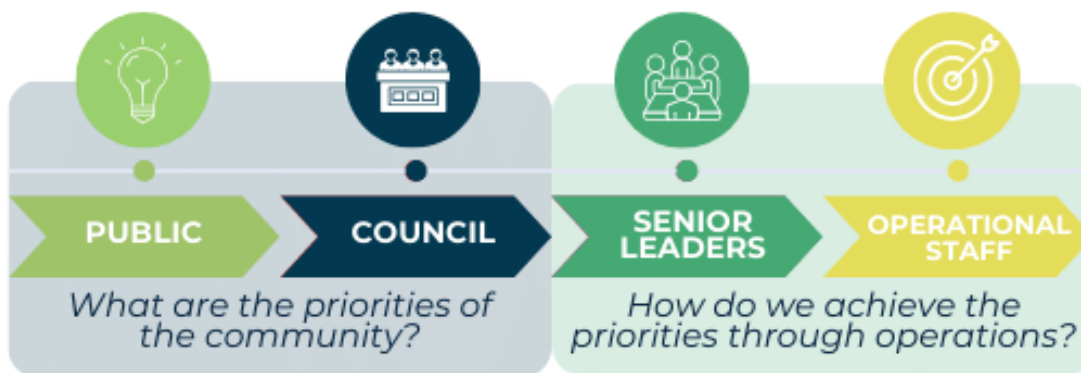 PUBLIC
COUNCIL
SENIOR
LEADERS
OPERATIONAL
STAFF
What are the priorities of
the community?
How do we achieve the
priorities through operations?